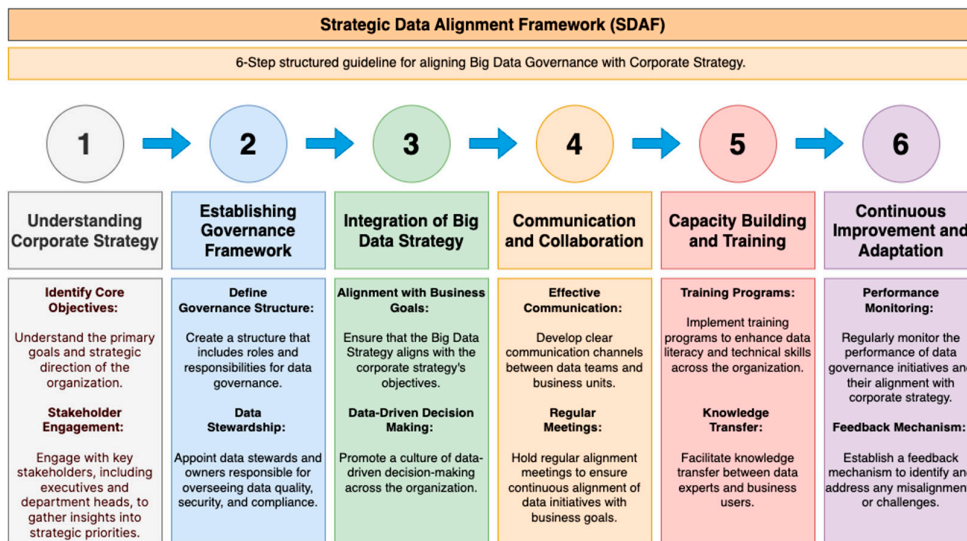 Strategic Data Alignment Framework (SDAF)
6-Step structured guideline for aligning Big Data Governance with Corporate Strategy.
1
2
3
4
5
6
Understanding
Corporate Strategy
Establishing
Governance
Framework
Integration of Big
Data Strategy
Communication
and Collaboration
Capacity Building
and Training
Continuous
Improvement and
Adaptation
Identify Core
Objectives:
Understand the primary
goals and strategic
direction of the
organization.
Stakeholder
Engagement:
Engage with key
stakeholders, including
executives and
department heads, to
gather insights into
strategic priorities.
Define
Governance Structure:
Create a structure that
includes roles and
responsibilities for data
governance.
Data
Stewardship:
Appoint data stewards and
owners responsible for
overseeing data quality,
security, and compliance.
Alignment with Business
Goals:
Ensure that the Big Data
Strategy aligns with the
corporate strategy's
objectives.
Data-Driven Decision
Making:
Promote a culture of data-
driven decision-making
across the organization.
Effective
Communication:
Develop clear
communication channels
between data teams and
business units.
Regular
Meetings:
Hold regular alignment
meetings to ensure
continuous alignment of
data initiatives with
business goals.
Training Programs:
Implement training
programs to enhance data
literacy and technical skills
across the organization.
Knowledge
Transfer:
Facilitate knowledge
transfer between data
experts and business
users.
Performance
Monitoring:
Regularly monitor the
performance of data
governance initiatives and
their alignment with
corporate strategy.
Feedback Mechanism:
Establish a feedback
mechanism to identify and
address any misalignment
or challenges.